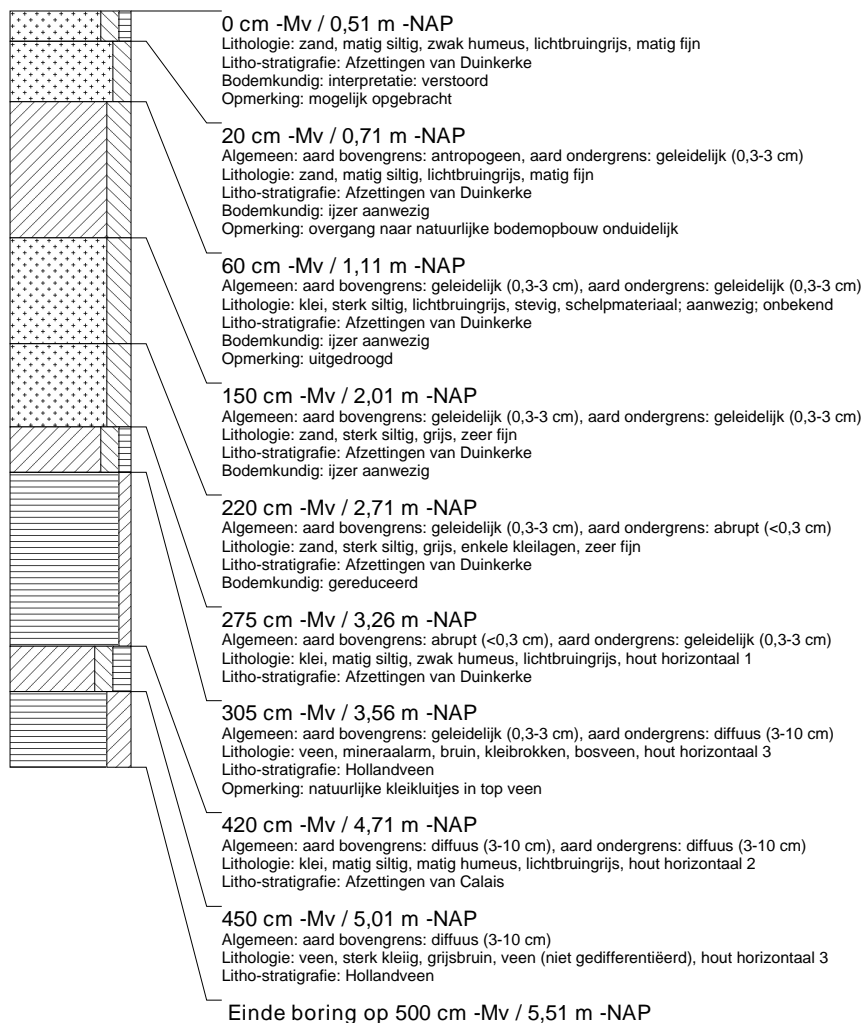 0 cm -Mv / 0,51 m -NAP
Lithologie: zand, matig siltig, zwak humeus, lichtbruingrijs, matig fijn
Litho-stratigrafie: Afzettingen van Duinkerke
Bodemkundig: interpretatie: verstoord
Opmerking: mogelijk opgebracht
20 cm -Mv / 0,71 m -NAP
Algemeen: aard bovengrens: antropogeen, aard ondergrens: geleidelijk (0,3-3 cm)
Lithologie: zand, matig siltig, lichtbruingrijs, matig fijn
Litho-stratigrafie: Afzettingen van Duinkerke
Bodemkundig: ijzer aanwezig
Opmerking: overgang naar natuurlijke bodemopbouw onduidelijk
60 cm -Mv / 1,11 m -NAP
Algemeen: aard bovengrens: geleidelijk (0,3-3 cm), aard ondergrens: geleidelijk (0,3-3 cm)
Lithologie: klei, sterk siltig, lichtbruingrijs, stevig, schelpmateriaal; aanwezig; onbekend
Litho-stratigrafie: Afzettingen van Duinkerke
Bodemkundig: ijzer aanwezig
Opmerking: uitgedroogd
150 cm -Mv / 2,01 m -NAP
Algemeen: aard bovengrens: geleidelijk (0,3-3 cm), aard ondergrens: geleidelijk (0,3-3 cm)
Lithologie: zand, sterk siltig, grijs, zeer fijn
Litho-stratigrafie: Afzettingen van Duinkerke
Bodemkundig: ijzer aanwezig
220 cm -Mv / 2,71 m -NAP
Algemeen: aard bovengrens: geleidelijk (0,3-3 cm), aard ondergrens: abrupt (<0,3 cm)
Lithologie: zand, sterk siltig, grijs, enkele kleilagen, zeer fijn
Litho-stratigrafie: Afzettingen van Duinkerke
Bodemkundig: gereduceerd
275 cm -Mv / 3,26 m -NAP
Algemeen: aard bovengrens: abrupt (<0,3 cm), aard ondergrens: geleidelijk (0,3-3 cm)
Lithologie: klei, matig siltig, zwak humeus, lichtbruingrijs, hout horizontaal 1
Litho-stratigrafie: Afzettingen van Duinkerke
305 cm -Mv / 3,56 m -NAP
Algemeen: aard bovengrens: geleidelijk (0,3-3 cm), aard ondergrens: diffuus (3-10 cm)
Lithologie: veen, mineraalarm, bruin, kleibrokken, bosveen, hout horizontaal 3
Litho-stratigrafie: Hollandveen
Opmerking: natuurlijke kleikluitjes in top veen
420 cm -Mv / 4,71 m -NAP
Algemeen: aard bovengrens: diffuus (3-10 cm), aard ondergrens: diffuus (3-10 cm)
Lithologie: klei, matig siltig, matig humeus, lichtbruingrijs, hout horizontaal 2
Litho-stratigrafie: Afzettingen van Calais
450 cm -Mv / 5,01 m -NAP
Algemeen: aard bovengrens: diffuus (3-10 cm)
Lithologie: veen, sterk kleiig, grijsbruin, veen (niet gedifferentiëerd), hout horizontaal 3
Litho-stratigrafie: Hollandveen
Einde boring op 500 cm -Mv / 5,51 m -NAP